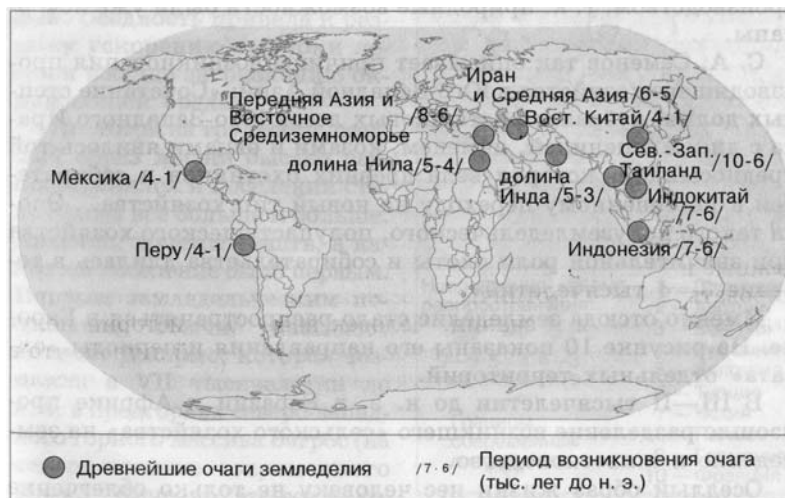 Иран
и Средняя Азия /6-5/
Передняя Азия и
Восточное
Средиземноморье
/8-6/
Вост. Китай/4-1/
Сев.-Зап.
Таиланд
/10-6/
долина Нила/5-4/
долина
Инда /5-3/
Индокитай
/7-6/
Индонезия/7-6/
Мексика /4-1/
Перу /4-1/
Древнейшие очаги земледелия
/7-6/
Период возникновения очага
(тыс. лет до н. э.)